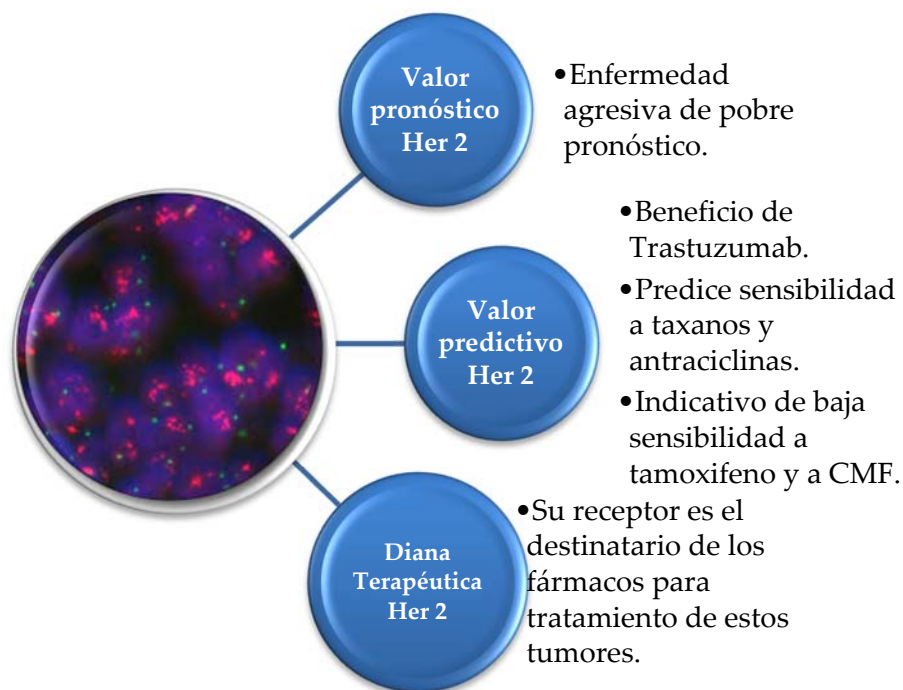 Valor
pronóstico
Her 2
•Enfermedad
agresiva de pobre
pronóstico.
Valor
predictivo
Her 2
•Beneficio de
Trastuzumab.
•Predice sensibilidad
a taxanos y
antraciclinas.
•Indicativo de baja
sensibilidad a
tamoxifeno y a CMF.
Diana
Terapéutica
Her 2
•Su receptor es el
destinatario de los
fármacos para
tratamiento de estos
tumores.